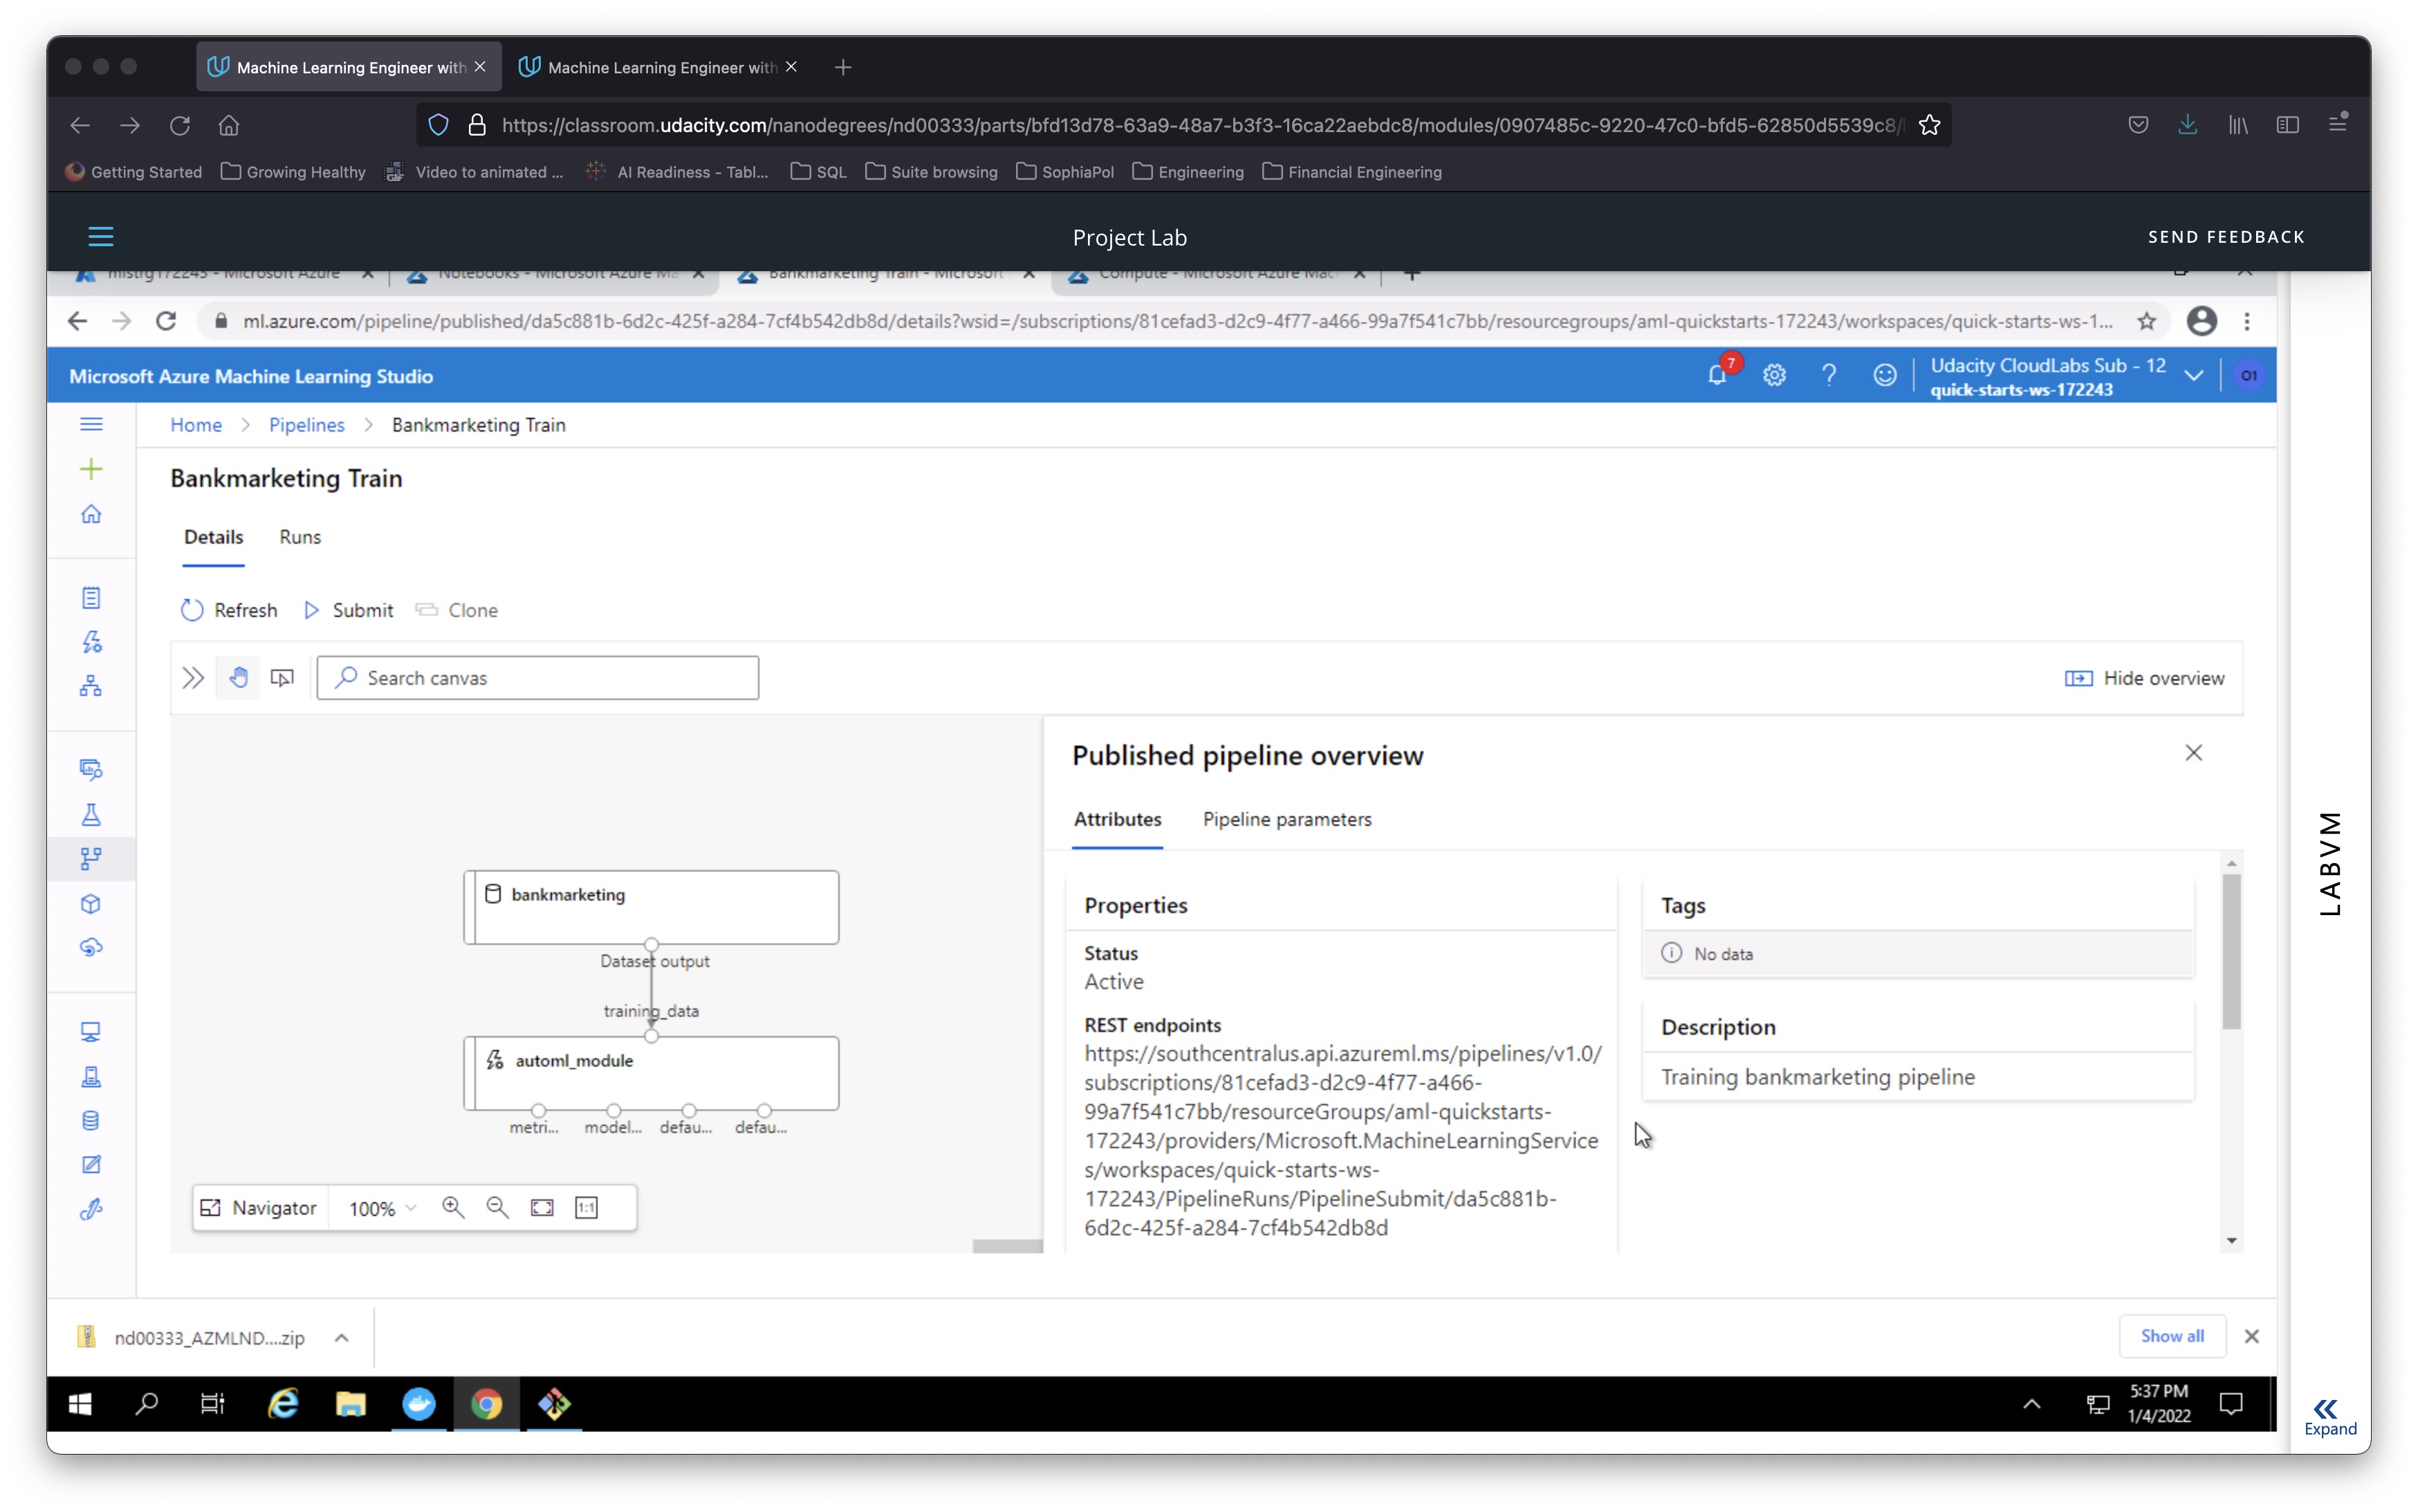 Machine Learning Engineer with
Machine Learning Engineer with
https://classroom.udacity.com/nanodegrees/nd00333/parts/bfd13d78-63a9-48a7-b3f3-16ca22aebdc8/modules/0907485c-9220-47c0-bfd5-62850d5539c8/
Getting Started
Growing Healthy
Video to animated ...
AI Readiness - Tabl...
SQL
Suite browsing
SophiaPol
Engineering
Financial Engineering
Project Lab
SEND FEEDBACK
mlstrg172243 - Microsoft Azure
Notebooks - Microsoft Azure Ma
Bankmarketing Train - Microsoft
Compute - Microsoft Azure Mac
ml.azure.com/pipeline/published/da5c881b-6d2c-425f-a284-7cf4b542db8d/details?wsid=/subscriptions/81cefad3-d2c9-4f77-a466-99a7f541c7bb/resourcegroups/aml-quickstarts-172243/workspaces/quick-starts-ws-1...
Microsoft Azure Machine Learning Studio
7
Udacity CloudLabs Sub - 12
quick-starts-ws-172243
O1
Home > Pipelines > Bankmarketing Train
Bankmarketing Train
Details
Runs
Refresh
Submit
Clone
Search canvas
Hide overview
bankmarketing
Dataset output
training_data
automl_module
metri...
model...
defau...
defau...
Navigator
100%
1:1
Published pipeline overview
Attributes
Pipeline parameters
Properties
Status
Active
REST endpoints
https://southcentralus.api.azureml.ms/pipelines/v1.0/
subscriptions/81cefad3-d2c9-4f77-a466-
99a7f541c7bb/resourceGroups/aml-quickstarts-
172243/providers/Microsoft.MachineLearningService
s/workspaces/quick-starts-ws-
172243/PipelineRuns/PipelineSubmit/da5c881b-
6d2c-425f-a284-7cf4b542db8d
Tags
No data
Description
Training bankmarketing pipeline
LABVM
nd00333_AZMLND....zip
Show all
5:37 PM
1/4/2022
Expand